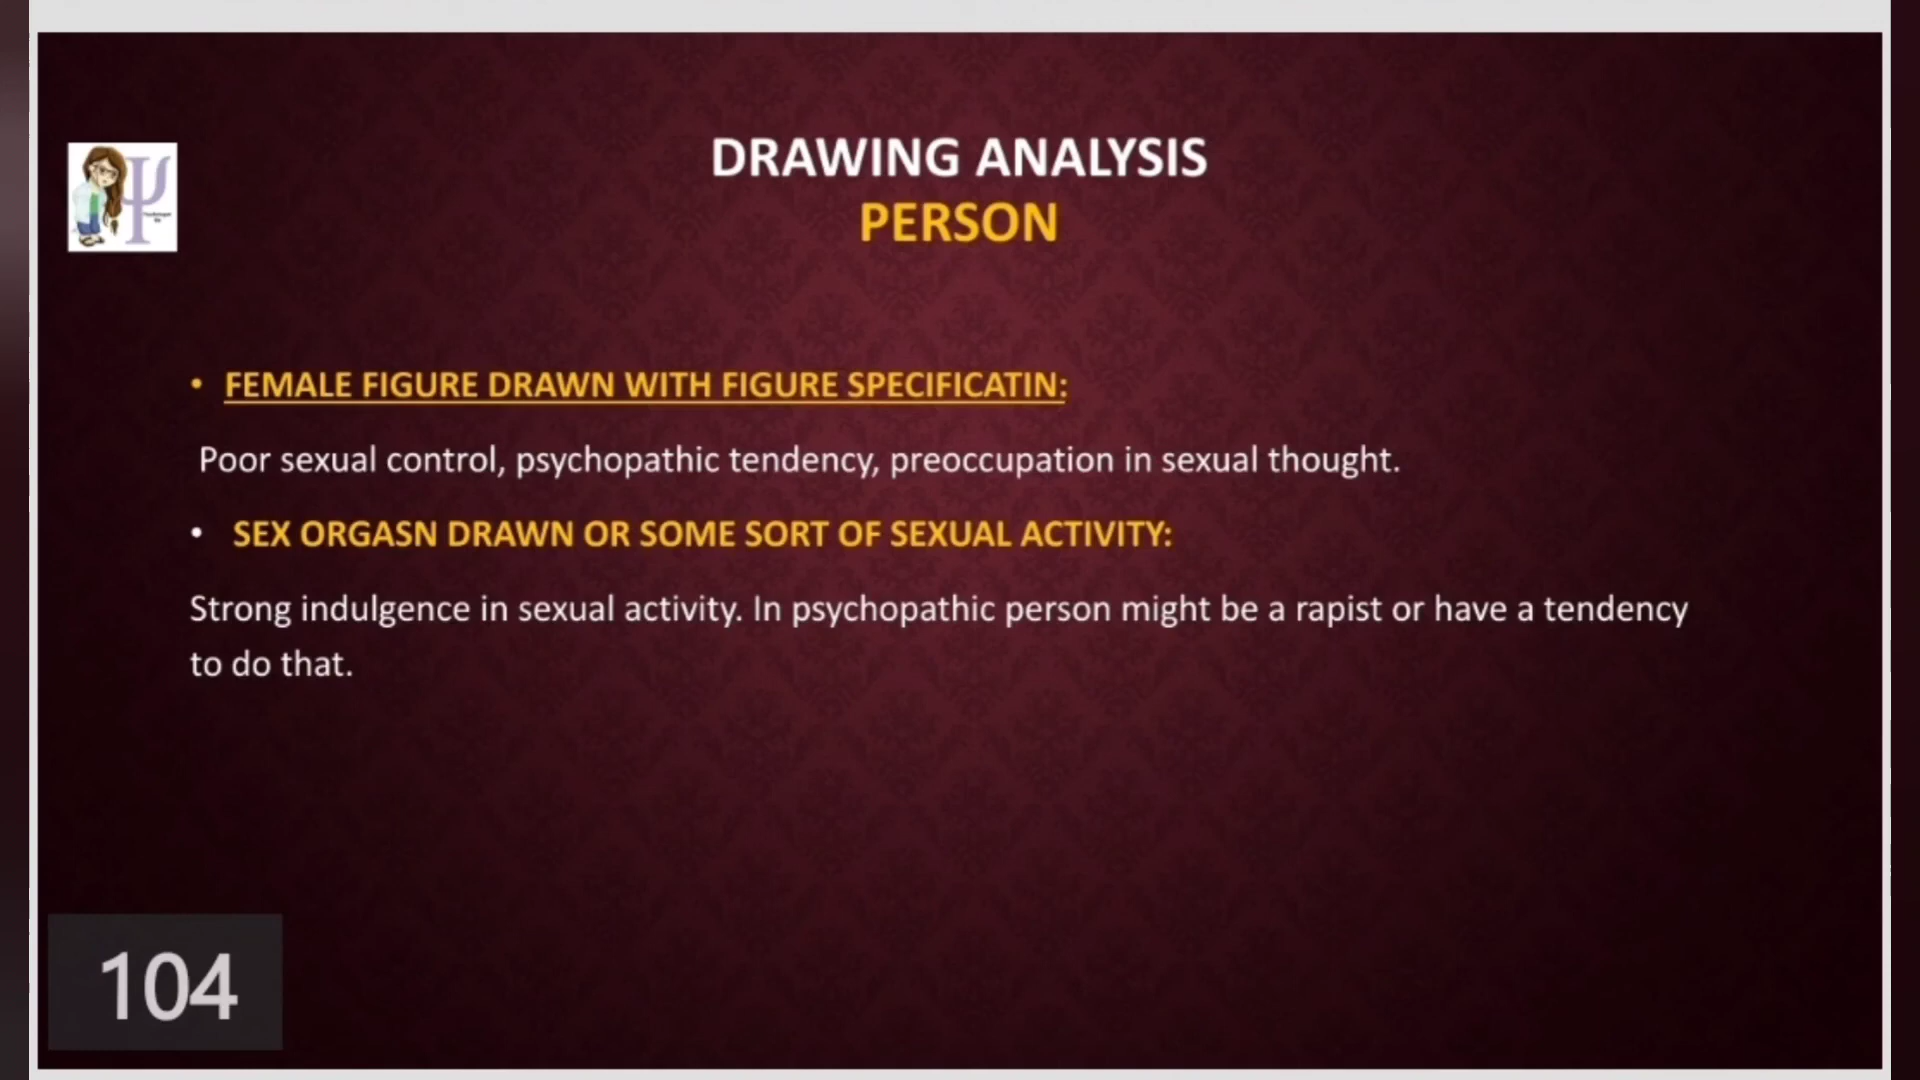 DRAWING ANALYSIS
PERSON
• FEMALE FIGURE DRAWN WITH FIGURE SPECIFICATIN:
Poor sexual control, psychopathic tendency, preoccupation in sexual thought.
• SEX ORGASN DRAWN OR SOME SORT OF SEXUAL ACTIVITY:
Strong indulgence in sexual activity. In psychopathic person might be a rapist or have a tendency
to do that.
104